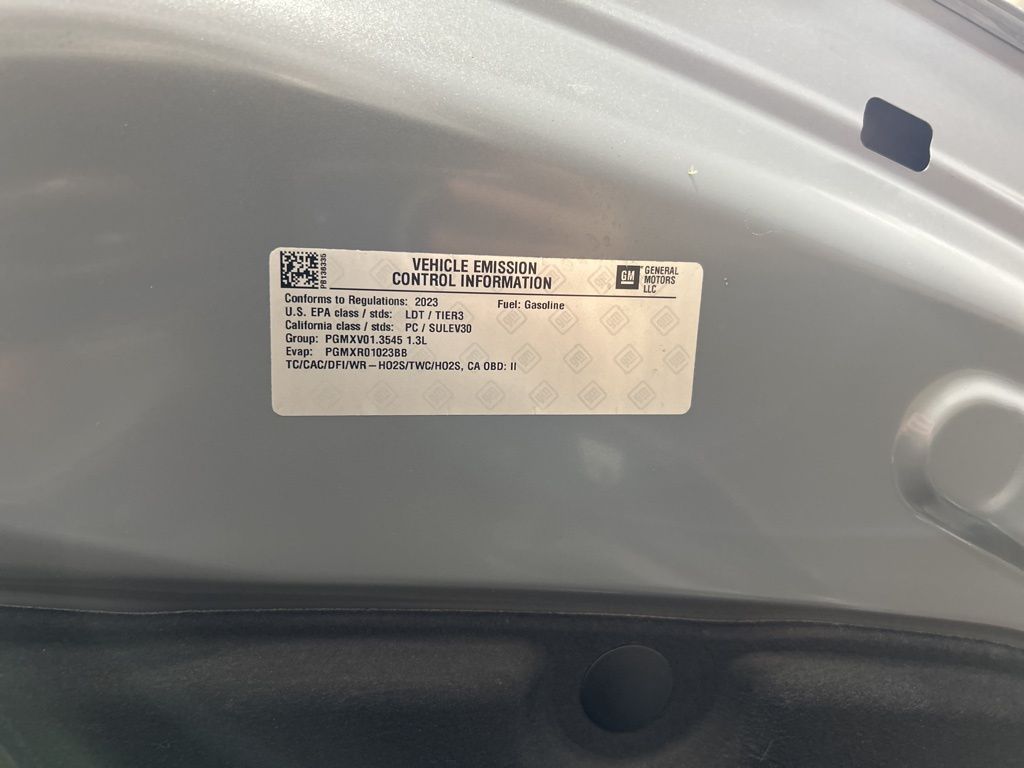 VEHICLE EMISSION
CONTROL INFORMATION
GM GENERAL
MOTORS
LLC
PB138335
Conforms to Regulations: 2023 Fuel: Gasoline
U.S. EPA class / stds: LDT / TIER3
California class / stds: PC / SULEV30
Group: PGMXV01.3545 1.3L
Evap: PGMXR01023BB
TC/CAC/DFI/WR-HO2S/TWC/HO2S, CA OBD: II